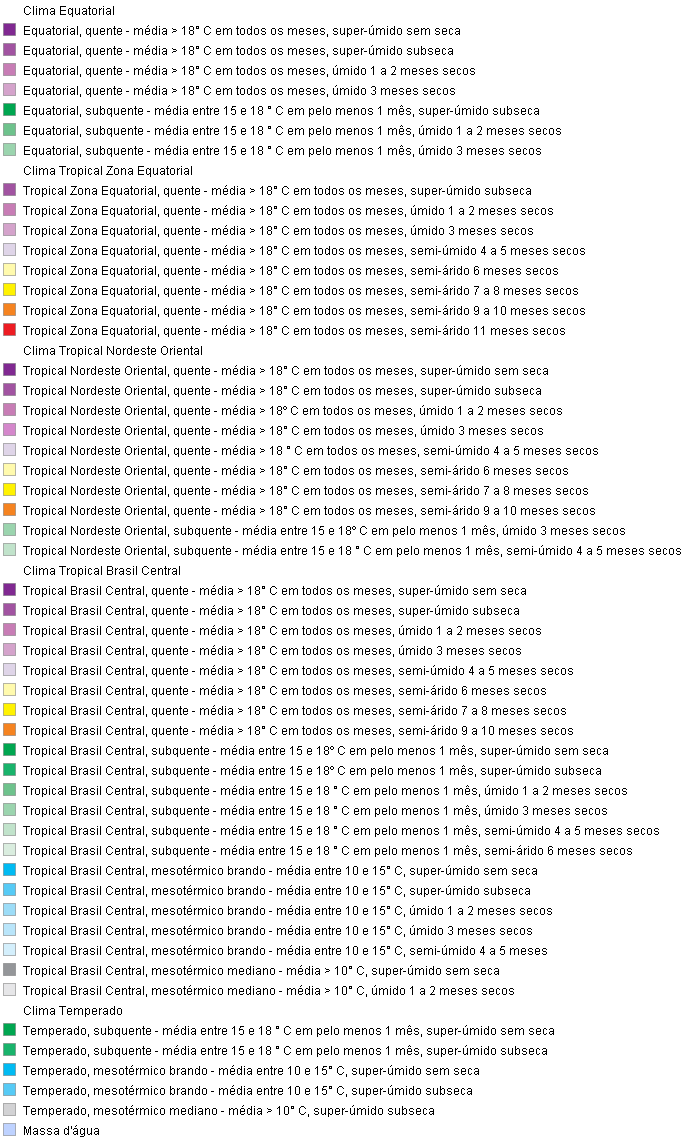 Clima Equatorial
Equatorial, quente - média > 18° C em todos os meses, super-úmido sem seca
Equatorial, quente - média > 18° C em todos os meses, super-úmido subseca
Equatorial, quente - média > 18° C em todos os meses, úmido 1 a 2 meses secos
Equatorial, quente - média > 18° C em todos os meses, úmido 3 meses secos
Equatorial, subquente - média entre 15 e 18 ° C em pelo menos 1 mês, super-úmido subseca
Equatorial, subquente - média entre 15 e 18 ° C em pelo menos 1 mês, úmido 1 a 2 meses secos
Equatorial, subquente - média entre 15 e 18 ° C em pelo menos 1 mês, úmido 3 meses secos
Clima Tropical Zona Equatorial
Tropical Zona Equatorial, quente - média > 18° C em todos os meses, super-úmido subseca
Tropical Zona Equatorial, quente - média > 18° C em todos os meses, úmido 1 a 2 meses secos
Tropical Zona Equatorial, quente - média > 18° C em todos os meses, úmido 3 meses secos
Tropical Zona Equatorial, quente - média > 18° C em todos os meses, semi-úmido 4 a 5 meses secos
Tropical Zona Equatorial, quente - média > 18° C em todos os meses, semi-árido 6 meses secos
Tropical Zona Equatorial, quente - média > 18° C em todos os meses, semi-árido 7 a 8 meses secos
Tropical Zona Equatorial, quente - média > 18° C em todos os meses, semi-árido 9 a 10 meses secos
Tropical Zona Equatorial, quente - média > 18° C em todos os meses, semi-árido 11 meses secos
Clima Tropical Nordeste Oriental
Tropical Nordeste Oriental, quente - média > 18° C em todos os meses, super-úmido sem seca
Tropical Nordeste Oriental, quente - média > 18° C em todos os meses, super-úmido subseca
Tropical Nordeste Oriental, quente - média > 18º C em todos os meses, úmido 1 a 2 meses secos
Tropical Nordeste Oriental, quente - média > 18° C em todos os meses, úmido 3 meses secos
Tropical Nordeste Oriental, quente - média > 18 ° C em todos os meses, semi-úmido 4 a 5 meses secos
Tropical Nordeste Oriental, quente - média > 18° C em todos os meses, semi-árido 6 meses secos
Tropical Nordeste Oriental, quente - média > 18° C em todos os meses, semi-árido 7 a 8 meses secos
Tropical Nordeste Oriental, quente - média > 18° C em todos os meses, semi-árido 9 a 10 meses secos
Tropical Nordeste Oriental, subquente - média entre 15 e 18º C em pelo menos 1 mês, úmido 3 meses secos
Tropical Nordeste Oriental, subquente - média entre 15 e 18 ° C em pelo menos 1 mês, semi-úmido 4 a 5 meses secos
Clima Tropical Brasil Central
Tropical Brasil Central, quente - média > 18° C em todos os meses, super-úmido sem seca
Tropical Brasil Central, quente - média > 18° C em todos os meses, super-úmido subseca
Tropical Brasil Central, quente - média > 18° C em todos os meses, úmido 1 a 2 meses secos
Tropical Brasil Central, quente - média > 18° C em todos os meses, úmido 3 meses secos
Tropical Brasil Central, quente - média > 18° C em todos os meses, semi-úmido 4 a 5 meses secos
Tropical Brasil Central, quente - média > 18° C em todos os meses, semi-árido 6 meses secos
Tropical Brasil Central, quente - média > 18° C em todos os meses, semi-árido 7 a 8 meses secos
Tropical Brasil Central, quente - média > 18° C em todos os meses, semi-árido 9 a 10 meses secos
Tropical Brasil Central, subquente - média entre 15 e 18º C em pelo menos 1 mês, super-úmido sem seca
Tropical Brasil Central, subquente - média entre 15 e 18º C em pelo menos 1 mês, super-úmido subseca
Tropical Brasil Central, subquente - média entre 15 e 18 ° C em pelo menos 1 mês, úmido 1 a 2 meses secos
Tropical Brasil Central, subquente - média entre 15 e 18 ° C em pelo menos 1 mês, úmido 3 meses secos
Tropical Brasil Central, subquente - média entre 15 e 18 ° C em pelo menos 1 mês, semi-úmido 4 a 5 meses secos
Tropical Brasil Central, subquente - média entre 15 e 18 ° C em pelo menos 1 mês, semi-árido 6 meses secos
Tropical Brasil Central, mesotérmico brando - média entre 10 e 15° C, super-úmido sem seca
Tropical Brasil Central, mesotérmico brando - média entre 10 e 15° C, super-úmido subseca
Tropical Brasil Central, mesotérmico brando - média entre 10 e 15° C, úmido 1 a 2 meses secos
Tropical Brasil Central, mesotérmico brando - média entre 10 e 15° C, úmido 3 meses secos
Tropical Brasil Central, mesotérmico brando - média entre 10 e 15° C, semi-úmido 4 a 5 meses
Tropical Brasil Central, mesotérmico mediano - média > 10° C, super-úmido sem seca
Tropical Brasil Central, mesotérmico mediano - média > 10° C, úmido 1 a 2 meses secos
Clima Temperado
Temperado, subquente - média entre 15 e 18 ° C em pelo menos 1 mês, super-úmido sem seca
Temperado, subquente - média entre 15 e 18 ° C em pelo menos 1 mês, super-úmido subseca
Temperado, mesotérmico brando - média entre 10 e 15° C, super-úmido sem seca
Temperado, mesotérmico brando - média entre 10 e 15° C, super-úmido subseca
Temperado, mesotérmico mediano - média > 10° C, super-úmido subseca
Massa d'água